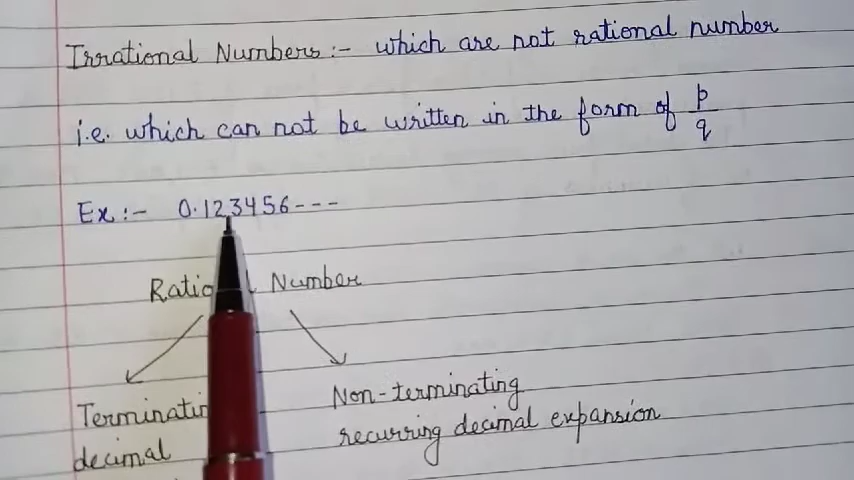 Irrational Numbers:- which are not rational number
i.e. which can not be written in the form of p/q
Ex:- 0.123456---
Number
decimal
Non-terminating
recurring decimal expansion